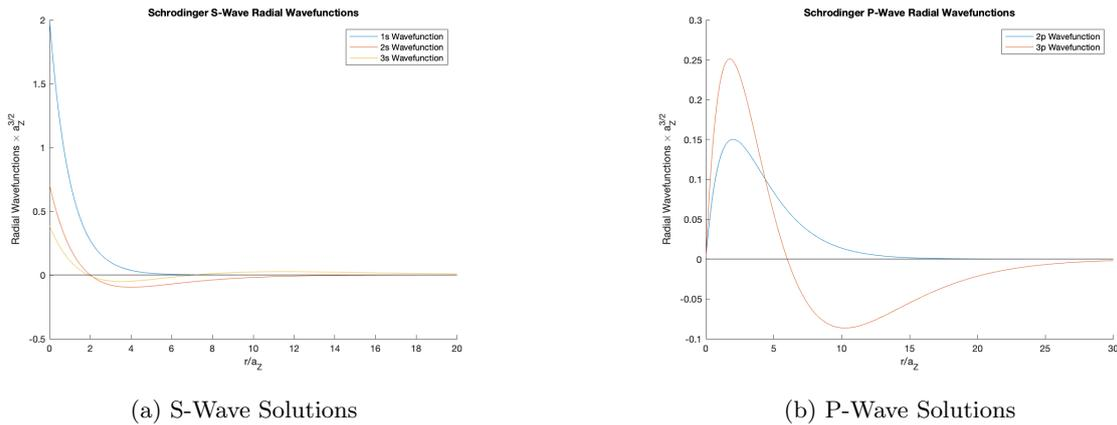 Schrodinger S-Wave Radial Wavefunctions
2
1.5
1
0.5
0
-0.5
Radial Wavefunctions × a_Z^{3/2}
1s Wavefunction
2s Wavefunction
3s Wavefunction
0 2 4 6 8 10 12 14 16 18 20
r/a_Z
(a) S-Wave Solutions
Schrodinger P-Wave Radial Wavefunctions
0.3
0.25
0.2
0.15
0.1
0.05
0
-0.05
-0.1
Radial Wavefunctions × a_Z^{3/2}
2p Wavefunction
3p Wavefunction
0 5 10 15 20 25 30
r/a_Z
(b) P-Wave Solutions